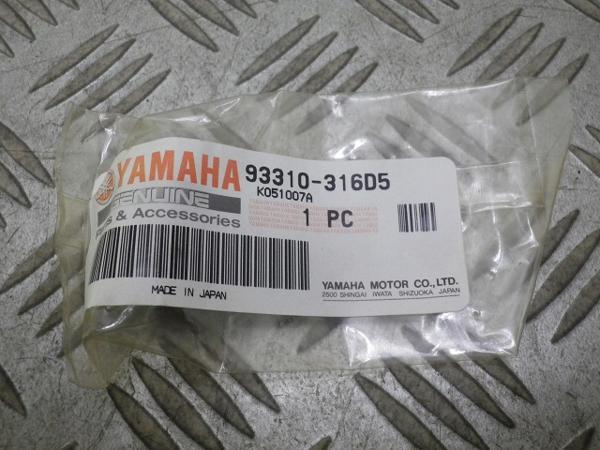 YAMAHA 93310-316D5
GENUINE K051007A
& Accessories 1 PC
MADE IN JAPAN
YAMAHA MOTOR CO.,LTD.
2500 SHINGAI IWATA SHIZUOKA JAPAN